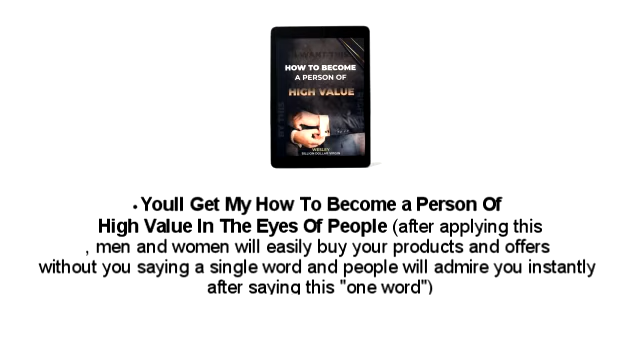 HOW TO BECOME
A PERSON OF
HIGH VALUE
WESLEY
• Youll Get My How To Become a Person Of
High Value In The Eyes Of People (after applying this
, men and women will easily buy your products and offers
without you saying a single word and people will admire you instantly
after saying this "one word")